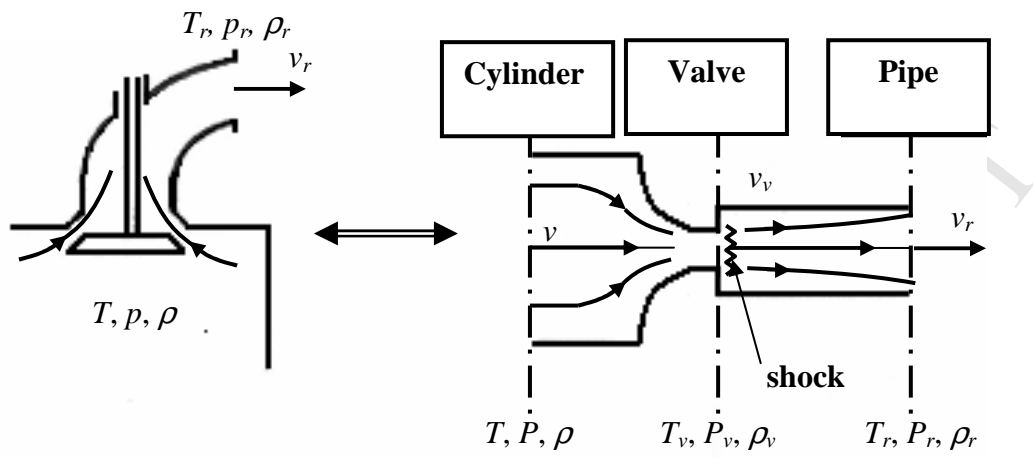 T_r, p_r, ρ_r
v_r
T, p, ρ
Cylinder
Valve
Pipe
v_v
v
v_r
shock
T, P, ρ
T_v, P_v, ρ_v
T_r, P_r, ρ_r